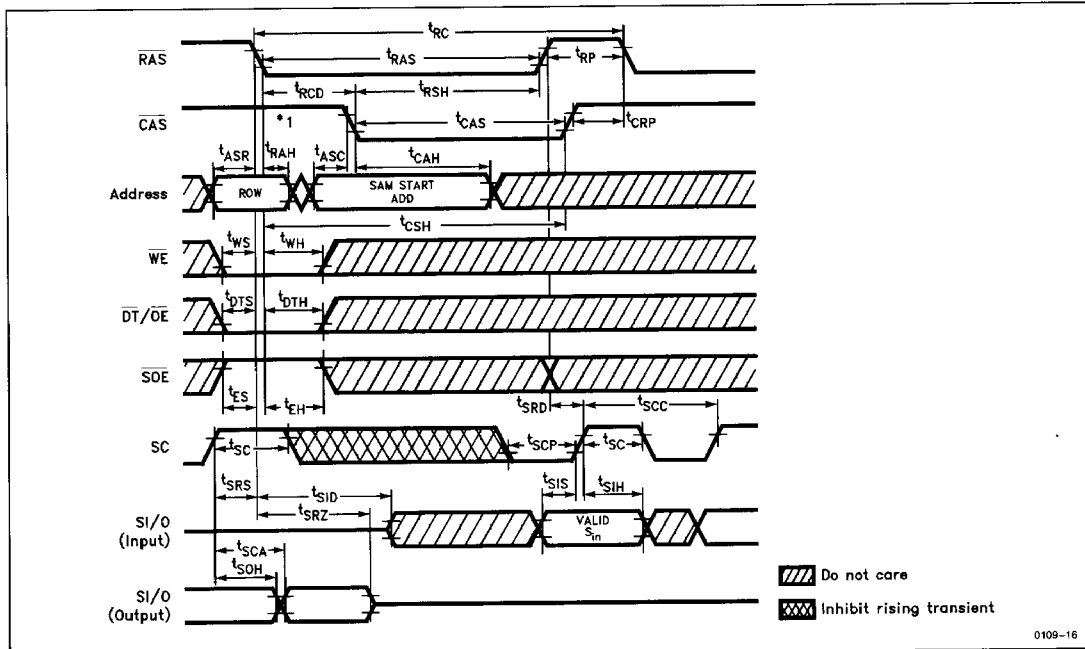 tRC
RAS
tRAS
tRP
tRCD
tRSH
CAS
*1
tCAS
tCRP
tASR
tRAH
tASC
tCAH
Address
ROW
SAM START
ADD
tCSH
WE
tWS
tWH
DT/OE
tDTS
tDTH
SOE
tES
tEH
tSRD
tSCC
SC
tSC
tSCP
tSC
tSRS
tSID
tSIS
tSIH
tSRZ
SI/O
(Input)
VALID
Sin
tSCA
tSOH
SI/O
(Output)
Do not care
Inhibit rising transient
0109-16